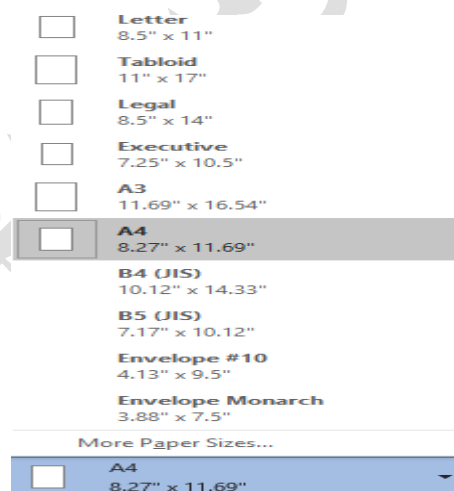 Letter
8.5" x 11"
Tabloid
11" x 17"
Legal
8.5" x 14"
Executive
7.25" x 10.5"
A3
11.69" x 16.54"
A4
8.27" x 11.69"
B4 (JIS)
10.12" x 14.33"
B5 (JIS)
7.17" x 10.12"
Envelope #10
4.13" x 9.5"
Envelope Monarch
3.88" x 7.5"
More Paper Sizes...
A4
8.27" x 11.69"